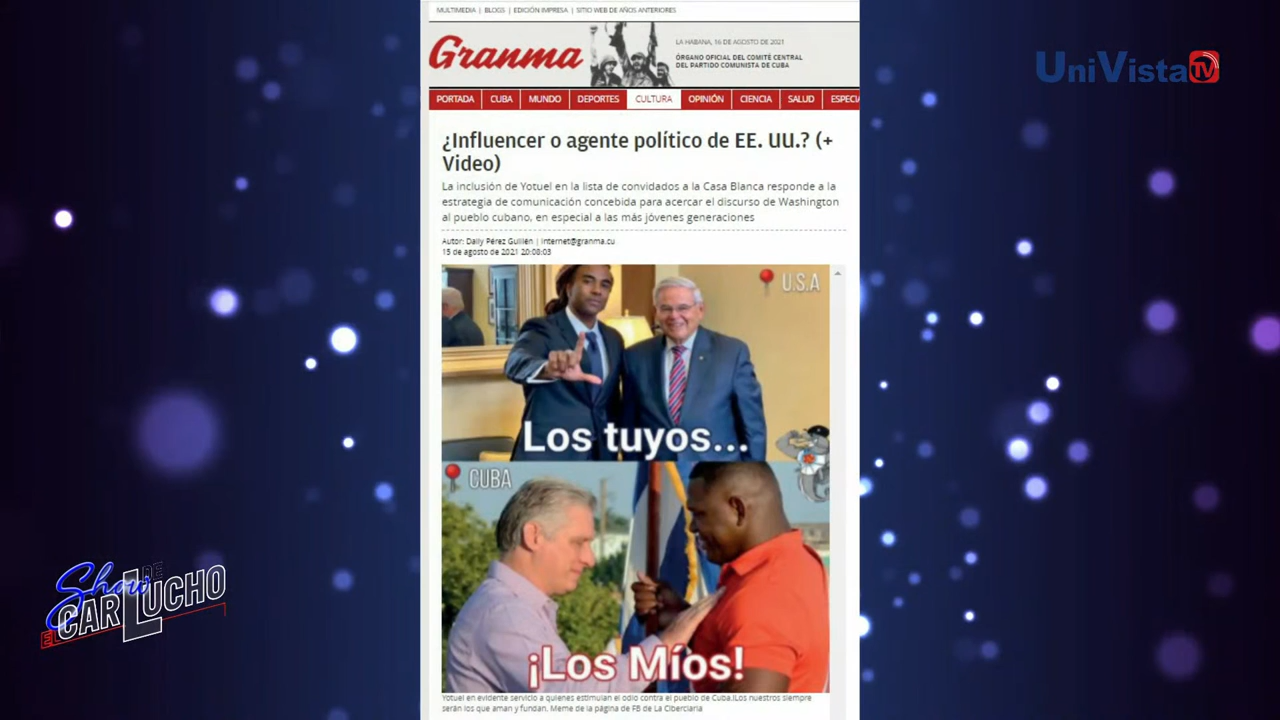 MULTIMEDIA | BLOGS | EDICIÓN IMPRESA | SITIO WEB DE AÑOS ANTERIORES
Granma
LA HABANA, 16 DE AGOSTO DE 2021
ÓRGANO OFICIAL DEL COMITÉ CENTRAL
DEL PARTIDO COMUNISTA DE CUBA
UniVista TV
PORTADA CUBA MUNDO DEPORTES CULTURA OPINIÓN CIENCIA SALUD ESPECIA
¿Influencer o agente político de EE. UU.? (+
Video)
La inclusión de Yotuel en la lista de convidados a la Casa Blanca responde a la
estrategia de comunicación concebida para acercar el discurso de Washington
al pueblo cubano, en especial a las más jóvenes generaciones
Autor: Daily Pérez Guillén | internet@granma.cu
15 de agosto de 2021 20:08:03
U.S.A
Los tuyos...
CUBA
¡Los Míos!
Yotuel en evidente servicio a quienes estimulan el odio contra el pueblo de Cuba.¡Los nuestros siempre
serán los que aman y fundan. Meme de la página de FB de La Ciberclaria
El Show DE
CARLUCHO